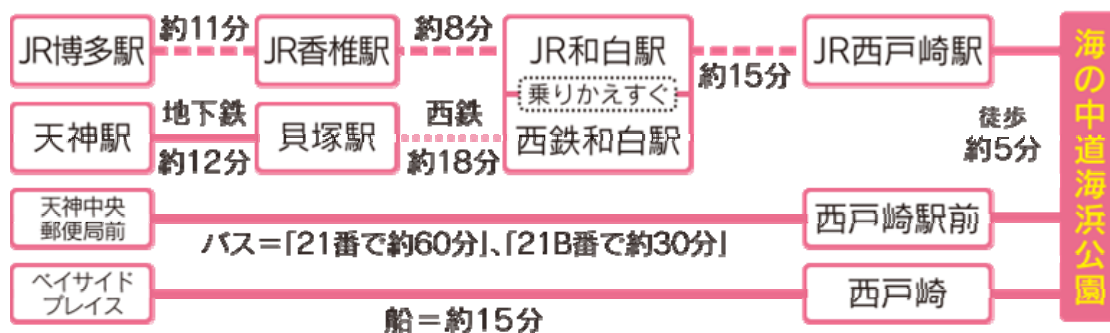 JR博多駅
約11分
JR香椎駅
約8分
JR和白駅
約15分
JR西戸崎駅
乗りかえすぐ
天神駅
地下鉄
約12分
貝塚駅
西鉄
約18分
西鉄和白駅
徒歩
約5分
天神中央
郵便局前
バス=「21番で約60分」、「21B番で約30分」
西戸崎駅前
ベイサイド
プレイス
船=約15分
西戸崎
海の中道海浜公園